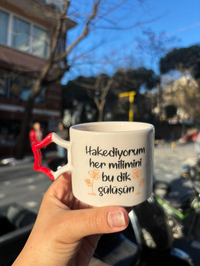 Hakediyorum
her milimini
bu dik
gülüşün